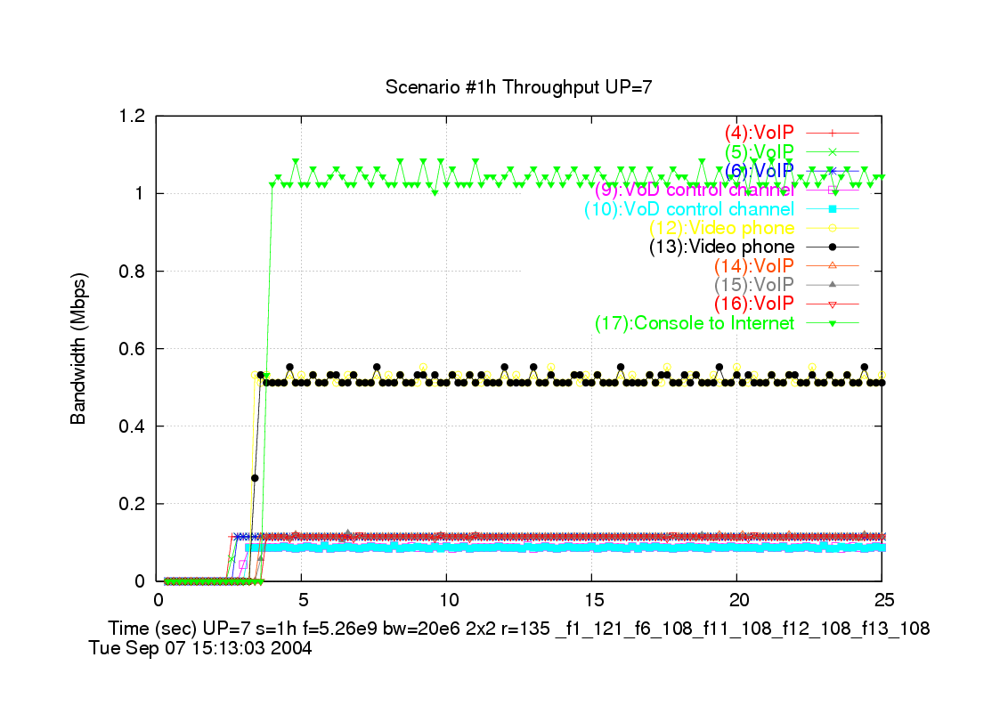 Scenario #1h Throughput UP=7
1.2
1
0.8
0.6
0.4
0.2
0
Bandwidth (Mbps)
(4):VoIP
(5):VoIP
(6):VoIP
(9):VoD control channel
(10):VoD control channel
(12):Video phone
(13):Video phone
(14):VoIP
(15):VoIP
(16):VoIP
(17):Console to Internet
0 5 10 15 20 25
Time (sec) UP=7 s=1h f=5.26e9 bw=20e6 2x2 r=135 _f1_121_f6_108_f11_108_f12_108_f13_108
Tue Sep 07 15:13:03 2004